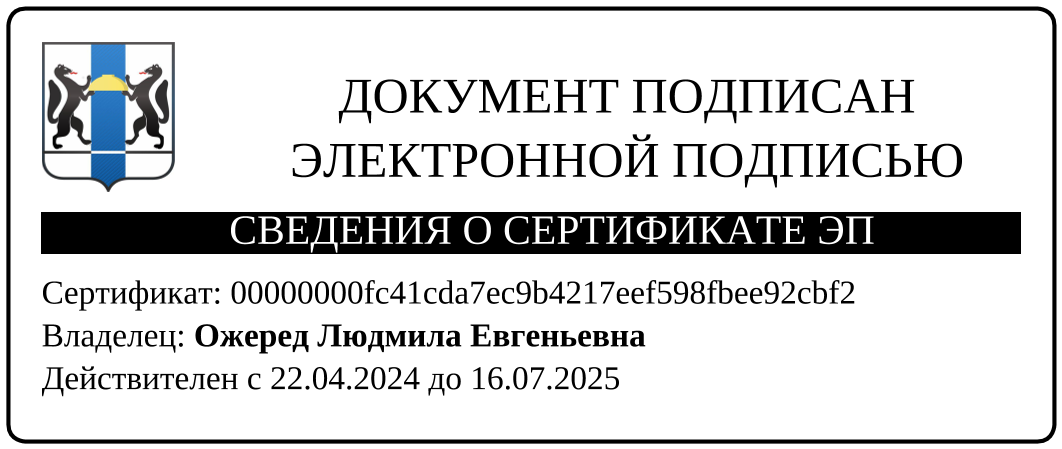 ДОКУМЕНТ ПОДПИСАН
ЭЛЕКТРОННОЙ ПОДПИСЬЮ
СВЕДЕНИЯ О СЕРТИФИКАТЕ ЭП
Сертификат: 00000000fc41cda7ec9b4217eef598fbee92cbf2
Владелец: Ожеред Людмила Евгеньевна
Действителен с 22.04.2024 до 16.07.2025